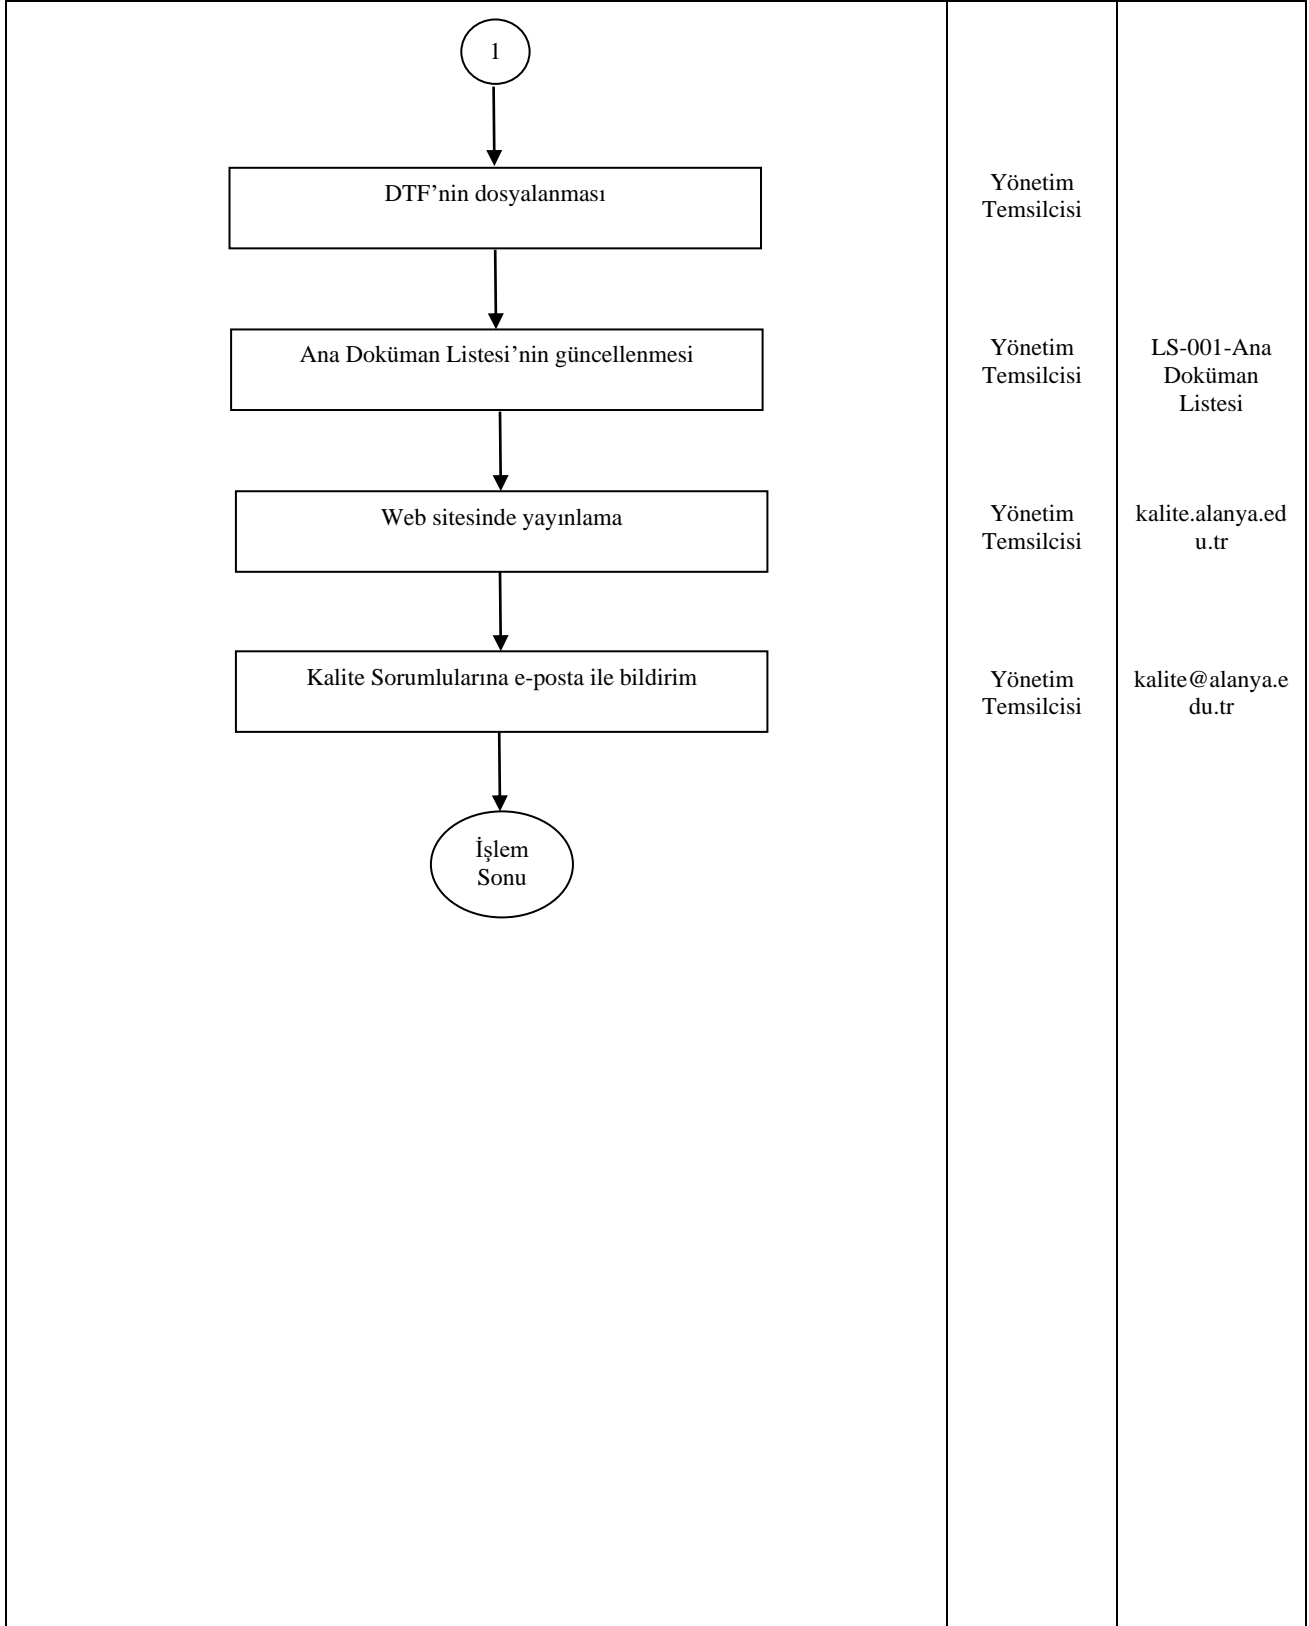 1
DTF’nin dosyalanması
Yönetim
Temsilcisi
Ana Doküman Listesi’nin güncellenmesi
Yönetim
Temsilcisi
LS-001-Ana
Doküman
Listesi
Web sitesinde yayınlama
Yönetim
Temsilcisi
kalite.alanya.ed
u.tr
Kalite Sorumlularına e-posta ile bildirim
Yönetim
Temsilcisi
kalite@alanya.e
du.tr
İşlem
Sonu